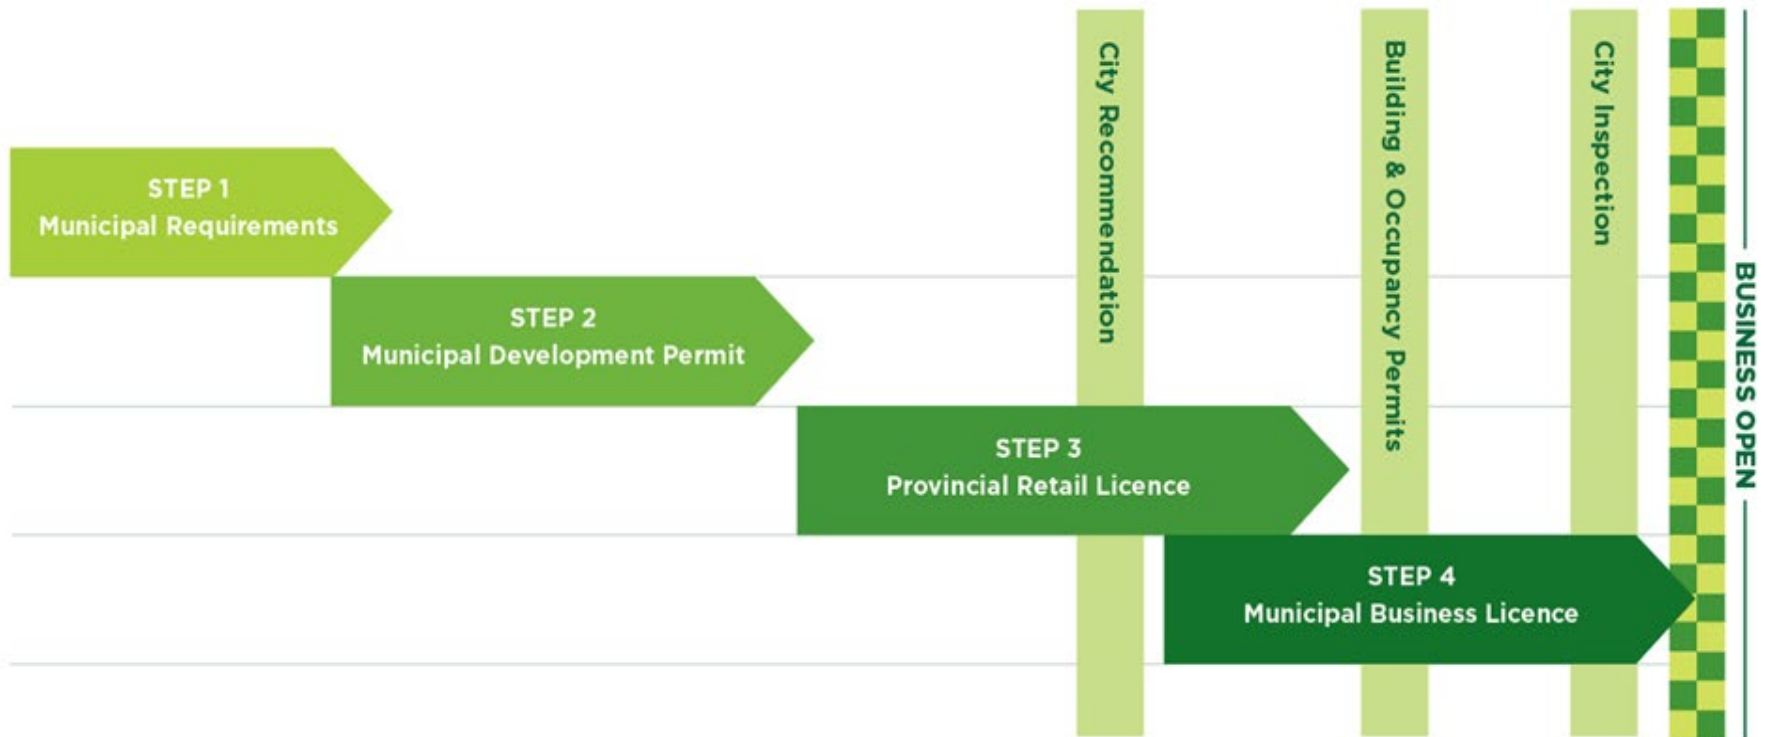 STEP 1
Municipal Requirements
STEP 2
Municipal Development Permit
STEP 3
Provincial Retail Licence
STEP 4
Municipal Business Licence
City Recommendation
Building & Occupancy Permits
City Inspection
BUSINESS OPEN